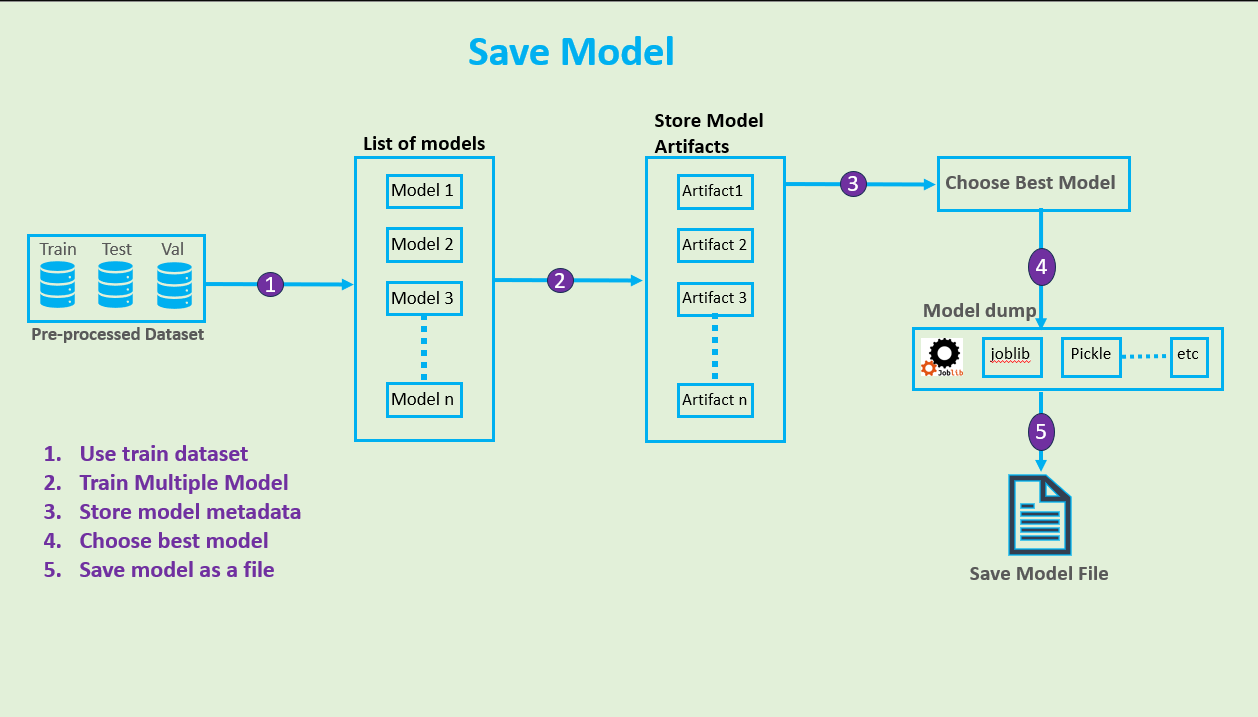 Save Model
List of models
Model 1
Model 2
Model 3
Model n
Store Model
Artifacts
Artifact1
Artifact 2
Artifact 3
Artifact n
Train Test Val
Pre-processed Dataset
1
2
3
Choose Best Model
4
Model dump
Joblib
joblib
Pickle
etc
5
Save Model File
1. Use train dataset
2. Train Multiple Model
3. Store model metadata
4. Choose best model
5. Save model as a file